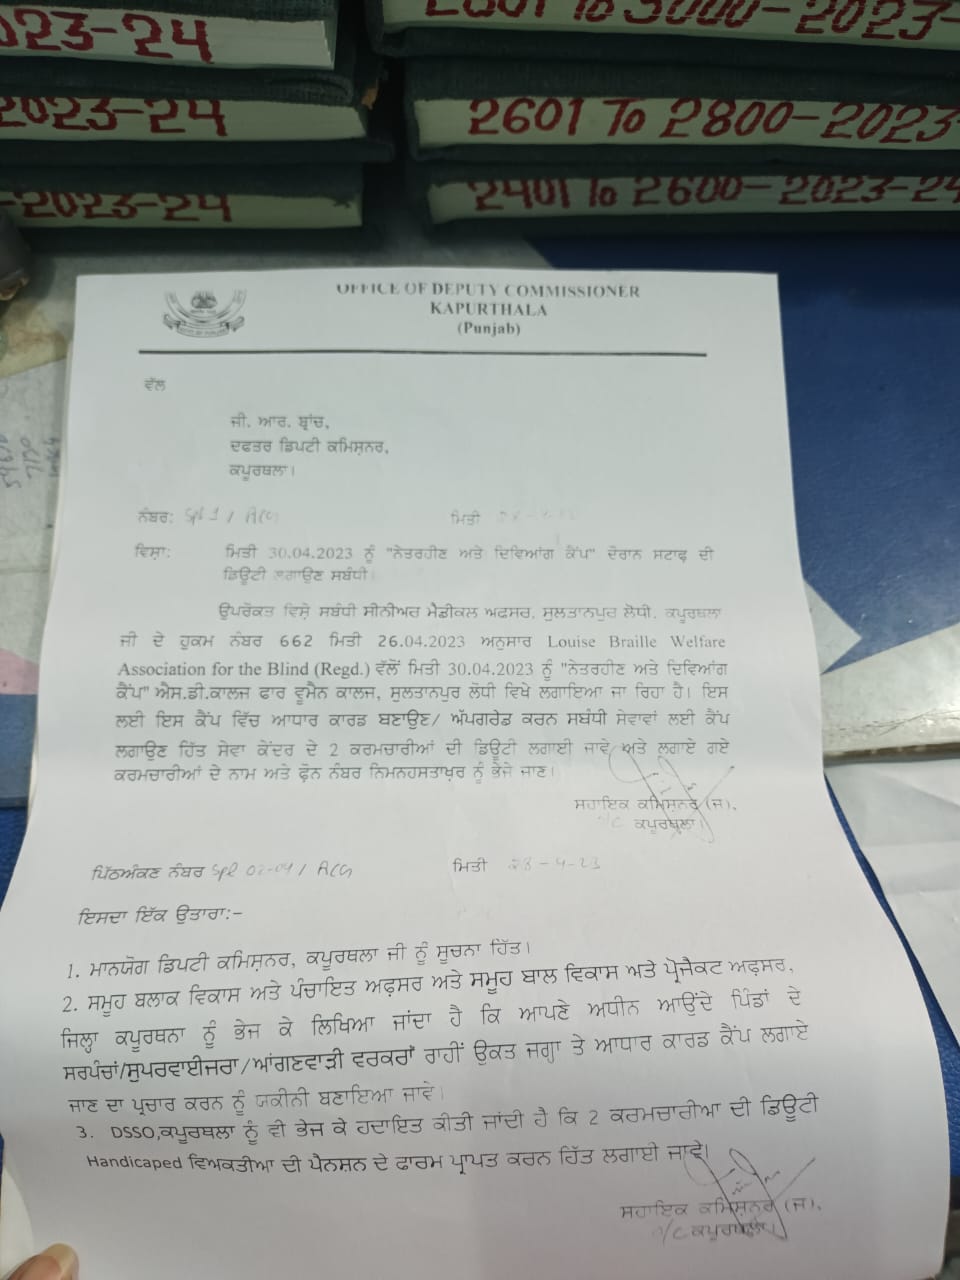 023-24
2801 To 3000-2023-
2023-24
2601 To 2800-2023-
-2023-24
2401 To 2600-2023-24
OFFICE OF DEPUTY COMMISSIONER
KAPURTHALA
(Punjab)
ਵੱਲ
ਜੀ. ਆਰ. ਬ੍ਰਾਂਚ,
ਦਫਤਰ ਡਿਪਟੀ ਕਮਿਸ਼ਨਰ,
ਕਪੂਰਥਲਾ।
ਨੰਬਰ: Spl 1 / ACG ਮਿਤੀ
ਵਿਸ਼ਾ: ਮਿਤੀ 30.04.2023 ਨੂੰ "ਨੇਤਰਹੀਣ ਅਤੇ ਦਿਵਿਆਂਗ ਕੈਂਪ" ਦੌਰਾਨ ਸਟਾਫ ਦੀ
ਡਿਊਟੀ ਲਗਾਉਣ ਸਬੰਧੀ।
ਉਪਰੋਕਤ ਵਿਸ਼ੇ ਸਬੰਧੀ ਸੀਨੀਅਰ ਮੈਡੀਕਲ ਅਫਸਰ, ਸੁਲਤਾਨਪੁਰ ਲੋਧੀ, ਕਪੂਰਥਲਾ
ਜੀ ਦੇ ਹੁਕਮ ਨੰਬਰ 662 ਮਿਤੀ 26.04.2023 ਅਨੁਸਾਰ Louise Braille Welfare
Association for the Blind (Regd.) ਵੱਲੋਂ ਮਿਤੀ 30.04.2023 ਨੂੰ "ਨੇਤਰਹੀਣ ਅਤੇ ਦਿਵਿਆਂਗ
ਕੈਂਪ" ਐਸ.ਡੀ.ਕਾਲਜ ਫਾਰ ਵੂਮੈਨ ਕਾਲਜ, ਸੁਲਤਾਨਪੁਰ ਲੋਧੀ ਵਿਖੇ ਲਗਾਇਆ ਜਾ ਰਿਹਾ ਹੈ। ਇਸ
ਲਈ ਇਸ ਕੈਂਪ ਵਿੱਚ ਆਧਾਰ ਕਾਰਡ ਬਣਾਉਣ/ ਅੱਪਗਰੇਡ ਕਰਨ ਸਬੰਧੀ ਸੇਵਾਵਾਂ ਲਈ ਕੈਂਪ
ਲਗਾਉਣ ਹਿੱਤ ਸੇਵਾ ਕੇਂਦਰ ਦੇ 2 ਕਰਮਚਾਰੀਆਂ ਦੀ ਡਿਊਟੀ ਲਗਾਈ ਜਾਵੇ ਅਤੇ ਲਗਾਏ ਗਏ
ਕਰਮਚਾਰੀਆਂ ਦੇ ਨਾਮ ਅਤੇ ਫ਼ੋਨ ਨੰਬਰ ਨਿਮਨਹਸਤਾਖ਼ਰ ਨੂੰ ਭੇਜੇ ਜਾਣ।
ਸਹਾਇਕ ਕਮਿਸ਼ਨਰ (ਜ),
ਕਪੂਰਥਲਾ।
ਪਿੱਠਅੰਕਣ ਨੰਬਰ Spl 02-04 / ACG ਮਿਤੀ 28-4-23
ਇਸਦਾ ਇੱਕ ਉਤਾਰਾ:-
1. ਮਾਨਯੋਗ ਡਿਪਟੀ ਕਮਿਸ਼ਨਰ, ਕਪੂਰਥਲਾ ਜੀ ਨੂੰ ਸੂਚਨਾ ਹਿੱਤ।
2. ਸਮੂਹ ਬਲਾਕ ਵਿਕਾਸ ਅਤੇ ਪੰਚਾਇਤ ਅਫ਼ਸਰ ਅਤੇ ਸਮੂਹ ਬਾਲ ਵਿਕਾਸ ਅਤੇ ਪ੍ਰੋਜੈਕਟ ਅਫ਼ਸਰ,
ਜਿਲ੍ਹਾ ਕਪੂਰਥਨਾ ਨੂੰ ਭੇਜ ਕੇ ਲਿਖਿਆ ਜਾਂਦਾ ਹੈ ਕਿ ਆਪਣੇ ਅਧੀਨ ਆਉਂਦੇ ਪਿੰਡਾਂ ਦੇ
ਸਰਪੰਚਾਂ/ਸੁਪਰਵਾਈਜਰਾ/ਆਂਗਣਵਾੜੀ ਵਰਕਰਾਂ ਰਾਹੀਂ ਉਕਤ ਜਗ੍ਹਾ ਤੇ ਆਧਾਰ ਕਾਰਡ ਕੈਂਪ ਲਗਾਏ
ਜਾਣ ਦਾ ਪ੍ਰਚਾਰ ਕਰਨ ਨੂੰ ਯਕੀਨੀ ਬਣਾਇਆ ਜਾਵੇ।
3. DSSO,ਕਪੂਰਥਲਾ ਨੂੰ ਵੀ ਭੇਜ ਕੇ ਹਦਾਇਤ ਕੀਤੀ ਜਾਂਦੀ ਹੈ ਕਿ 2 ਕਰਮਚਾਰੀਆ ਦੀ ਡਿਊਟੀ
Handicaped ਵਿਅਕਤੀਆ ਦੀ ਪੈਨਸ਼ਨ ਦੇ ਫਾਰਮ ਪ੍ਰਾਪਤ ਕਰਨ ਹਿੱਤ ਲਗਾਈ ਜਾਵੇ।
ਸਹਾਇਕ ਕਮਿਸ਼ਨਰ (ਜ),
ਕਪੂਰਥਲਾ।